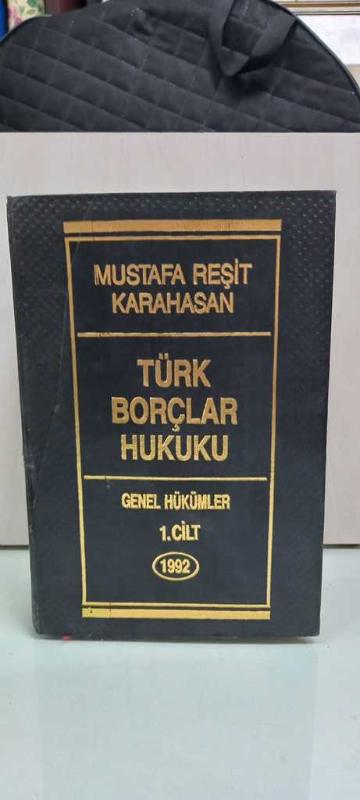 MUSTAFA REŞİT
KARAHASAN
TÜRK
BORÇLAR
HUKUKU
GENEL HÜKÜMLER
1.CİLT
1992